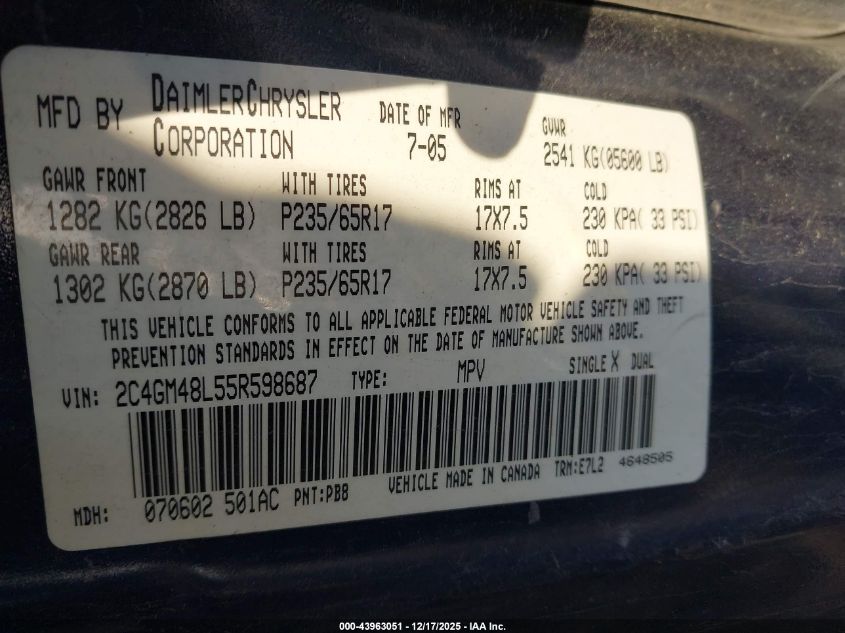 MFD BY DAIMLERCHRYSLER CORPORATION DATE OF MFR 7-05 GVWR 2541 KG(05600 LB)
GAWR FRONT WITH TIRES RIMS AT COLD
1282 KG(2826 LB) P235/65R17 17X7.5 230 KPA( 33 PSI)
GAWR REAR WITH TIRES RIMS AT COLD
1302 KG(2870 LB) P235/65R17 17X7.5 230 KPA( 33 PSI)
THIS VEHICLE CONFORMS TO ALL APPLICABLE FEDERAL MOTOR VEHICLE SAFETY AND THEFT
PREVENTION STANDARDS IN EFFECT ON THE DATE OF MANUFACTURE SHOWN ABOVE.
VIN: 2C4GM48L55R598687 TYPE: MPV SINGLE X DUAL
MDH: 070602 501AC PNT:PB8 VEHICLE MADE IN CANADA TRM:E7L2 4648505
000-43963051 - 12/17/2025 - IAA Inc.